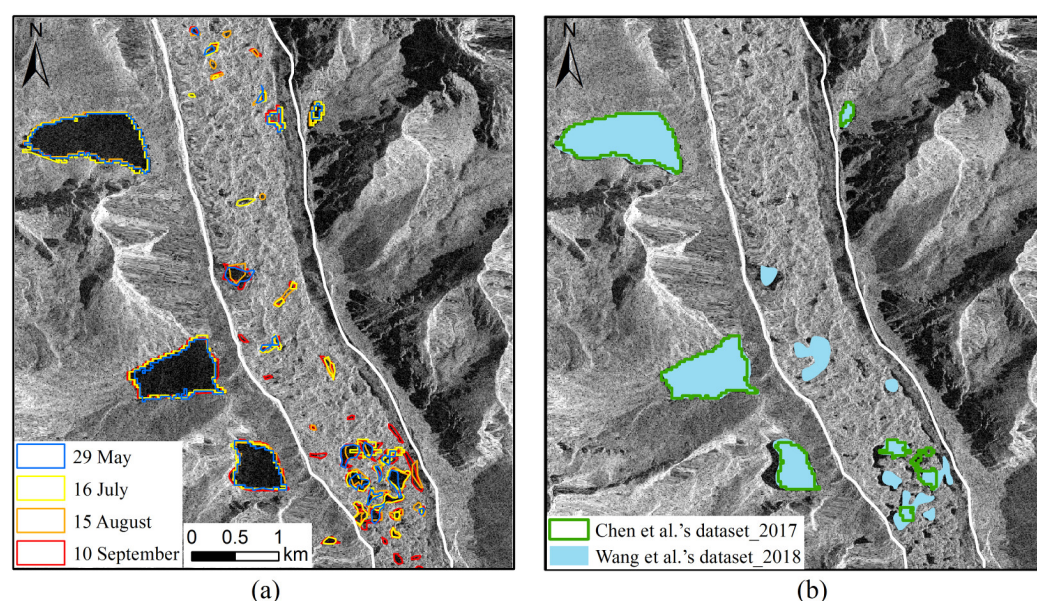 N
29 May
16 July
15 August
10 September
0 0.5 1
km
(a)
N
Chen et al.'s dataset_2017
Wang et al.'s dataset_2018
(b)